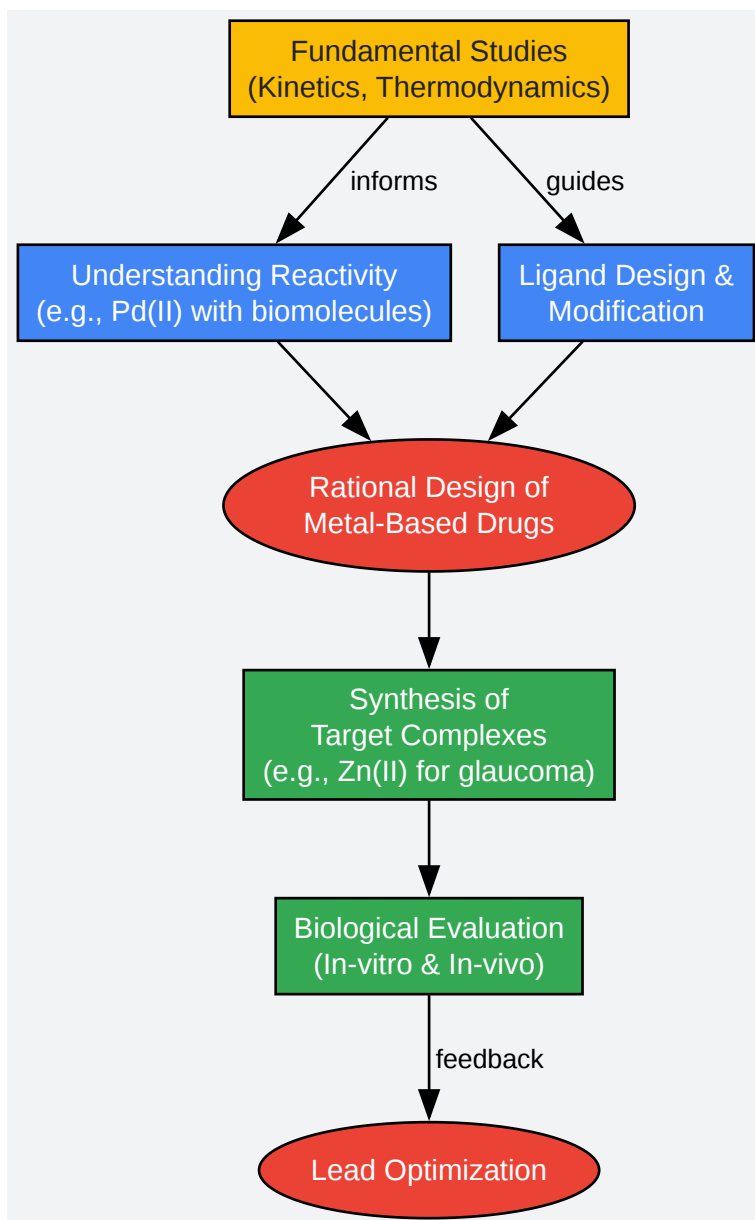 Fundamental Studies
(Kinetics, Thermodynamics)
informs
guides
Understanding Reactivity
(e.g., Pd(II) with biomolecules)
Ligand Design &
Modification
Rational Design of
Metal-Based Drugs
Synthesis of
Target Complexes
(e.g., Zn(II) for glaucoma)
Biological Evaluation
(In-vitro & In-vivo)
feedback
Lead Optimization